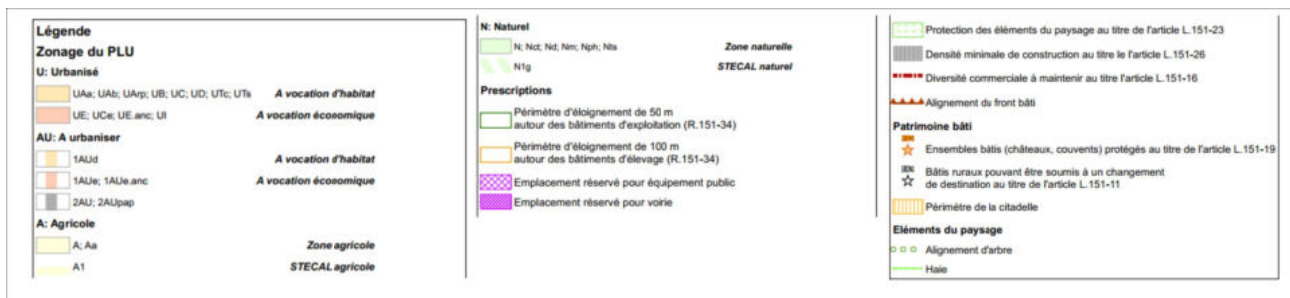 Légende
Zonage du PLU
U: Urbanisé
UAa; UAb; UArp; UB; UC; UD; UTc; UTs A vocation d'habitat
UE; UCe; UE.anc; UI A vocation économique
AU: A urbaniser
1AUd A vocation d'habitat
1AUe; 1AUe.anc A vocation économique
2AU; 2AUpap
A: Agricole
A; Aa Zone agricole
A1 STECAL agricole
N: Naturel
N; Nct; Nd; Nm; Nph; Nts Zone naturelle
N1g STECAL naturel
Prescriptions
Périmètre d'éloignement de 50 m
autour des bâtiments d'exploitation (R.151-34)
Périmètre d'éloignement de 100 m
autour des bâtiments d'élevage (R.151-34)
Emplacement réservé pour équipement public
Emplacement réservé pour voirie
Protection des éléments du paysage au titre de l'article L.151-23
Densité minimale de construction au titre le l'article L.151-26
Diversité commerciale à maintenir au titre l'article L.151-16
Alignement du front bâti
Patrimoine bâti
Ensembles bâtis (châteaux, couvents) protégés au titre de l'article L.151-19
Bâtis ruraux pouvant être soumis à un changement
de destination au titre de l'article L.151-11
Périmètre de la citadelle
Eléments du paysage
Alignement d'arbre
Haie